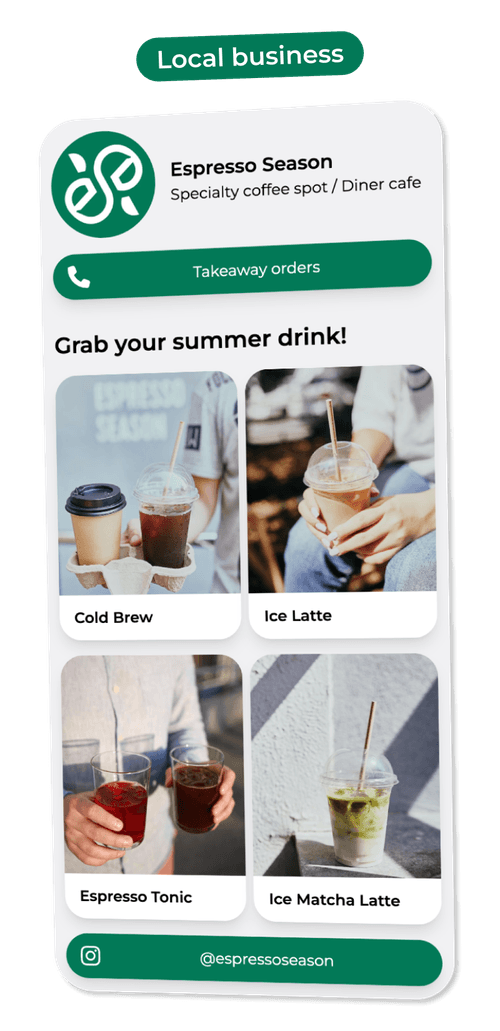 Local business
Espresso Season
Specialty coffee spot / Diner cafe
Takeaway orders
Grab your summer drink!
ESPRESSO
SEASON
Cold Brew
Ice Latte
Espresso Tonic
Ice Matcha Latte
@espressoseason